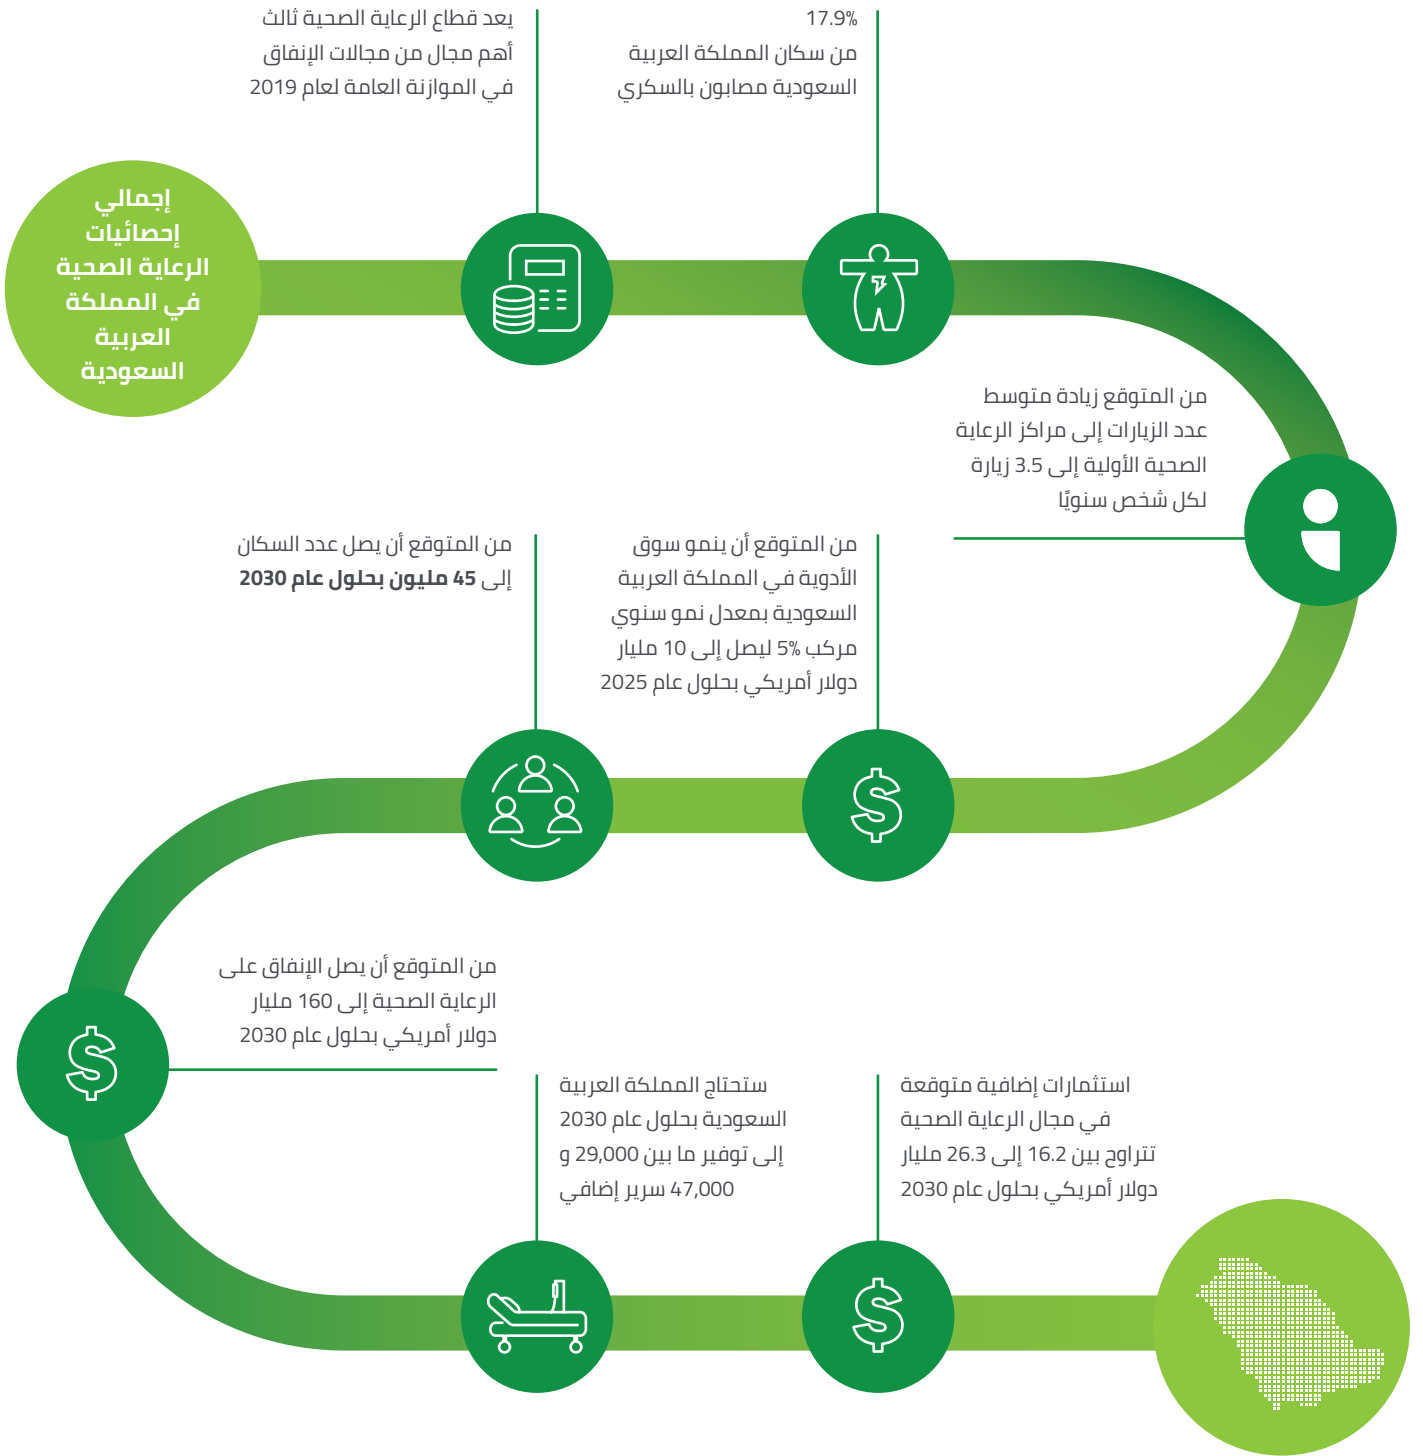 إجمالي
إحصائيات
الرعاية الصحية
في المملكة
العربية
السعودية
يعد قطاع الرعاية الصحية ثالث
أهم مجال من مجالات الإنفاق
في الموازنة العامة لعام 2019
17.9%
من سكان المملكة العربية
السعودية مصابون بالسكري
من المتوقع زيادة متوسط
عدد الزيارات إلى مراكز الرعاية
الصحية الأولية إلى 3.5 زيارة
لكل شخص سنويًا
من المتوقع أن ينمو سوق
الأدوية في المملكة العربية
السعودية بمعدل نمو سنوي
مركب 5% ليصل إلى 10 مليار
دولار أمريكي بحلول عام 2025
من المتوقع أن يصل عدد السكان
إلى 45 مليون بحلول عام 2030
من المتوقع أن يصل الإنفاق على
الرعاية الصحية إلى 160 مليار
دولار أمريكي بحلول عام 2030
ستحتاج المملكة العربية
السعودية بحلول عام 2030
إلى توفير ما بين 29,000 و
47,000 سرير إضافي
استثمارات إضافية متوقعة
في مجال الرعاية الصحية
تتراوح بين 16.2 إلى 26.3 مليار
دولار أمريكي بحلول عام 2030